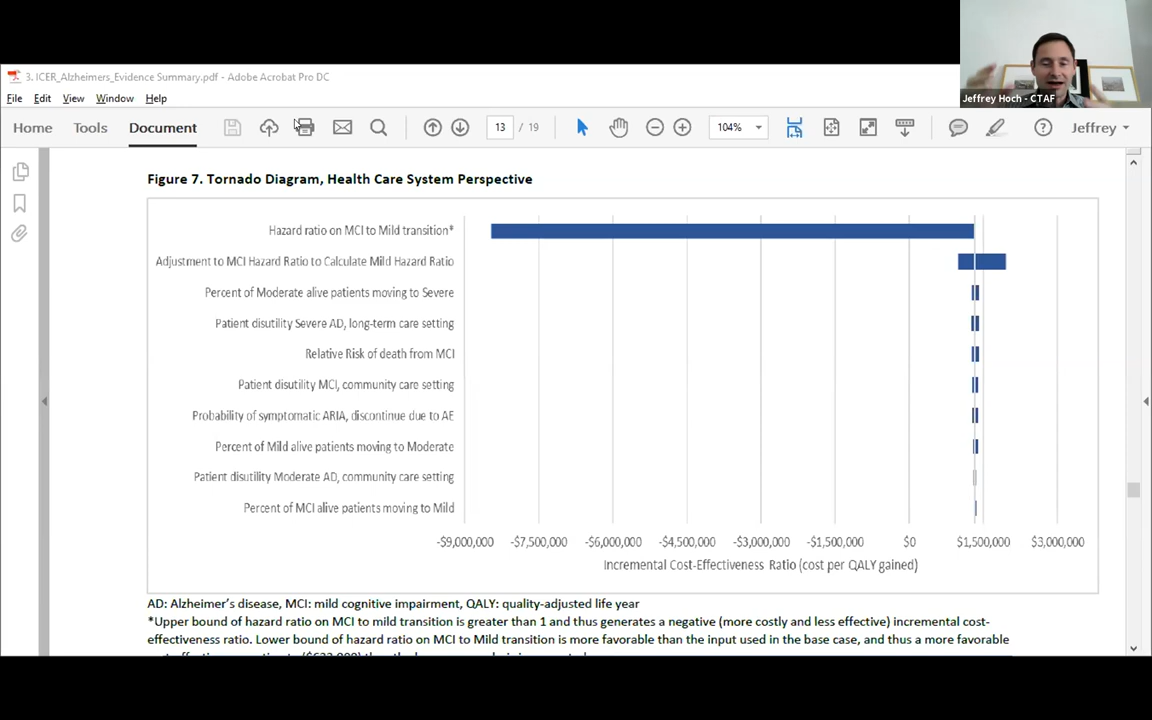 3. ICER_Alzheimers_Evidence Summary.pdf - Adobe Acrobat Pro DC
Jeffrey Hoch - CTAF
File Edit View Window Help
Home Tools Document 13 / 19 104% Jeffrey
Figure 7. Tornado Diagram, Health Care System Perspective
Hazard ratio on MCI to Mild transition*
Adjustment to MCI Hazard Ratio to Calculate Mild Hazard Ratio
Percent of Moderate alive patients moving to Severe
Patient disutility Severe AD, long-term care setting
Relative Risk of death from MCI
Patient disutility MCI, community care setting
Probability of symptomatic ARIA, discontinue due to AE
Percent of Mild alive patients moving to Moderate
Patient disutility Moderate AD, community care setting
Percent of MCI alive patients moving to Mild
-$9,000,000 -$7,500,000 -$6,000,000 -$4,500,000 -$3,000,000 -$1,500,000 $0 $1,500,000 $3,000,000
Incremental Cost-Effectiveness Ratio (cost per QALY gained)
AD: Alzheimer's disease, MCI: mild cognitive impairment, QALY: quality-adjusted life year
*Upper bound of hazard ratio on MCI to mild transition is greater than 1 and thus generates a negative (more costly and less effective) incremental cost-
effectiveness ratio. Lower bound of hazard ratio on MCI to Mild transition is more favorable than the input used in the base case, and thus a more favorable